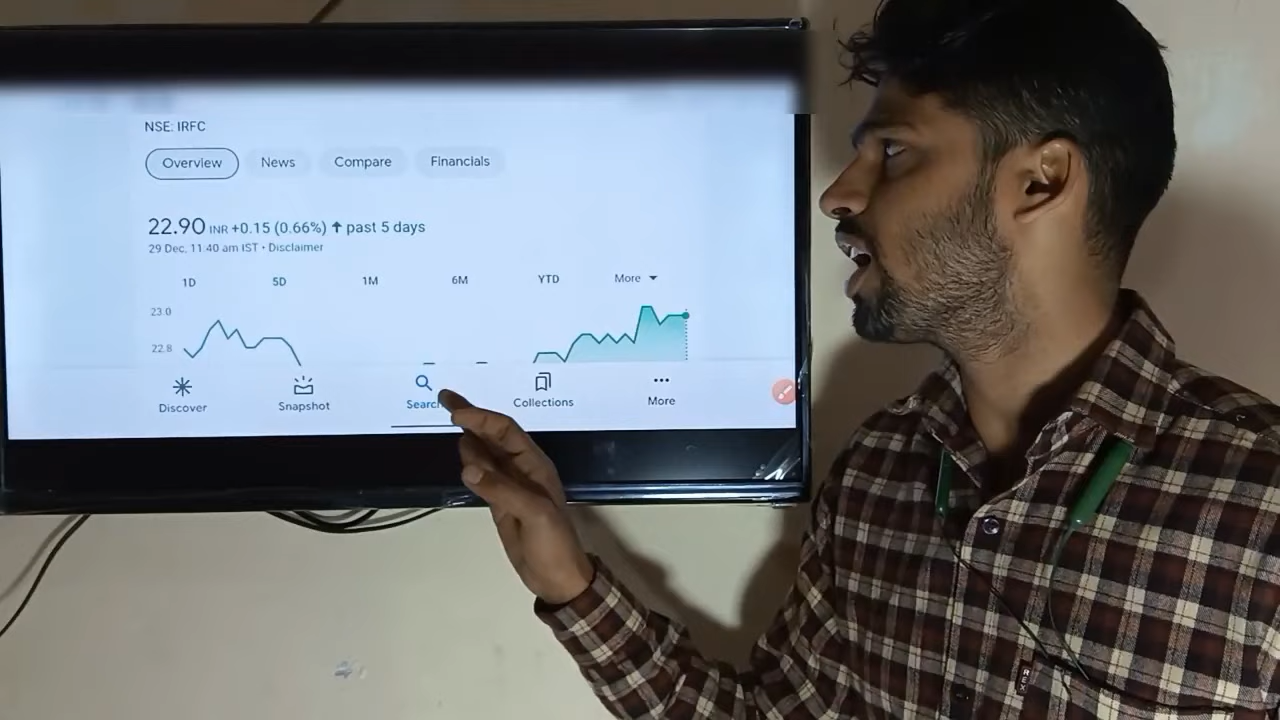 NSE: IRFC
Overview News Compare Financials
22.90 INR +0.15 (0.66%) ↑ past 5 days
29 Dec, 11:40 am IST • Disclaimer
1D 5D 1M 6M YTD More
23.0
22.8
Discover Snapshot Search Collections More